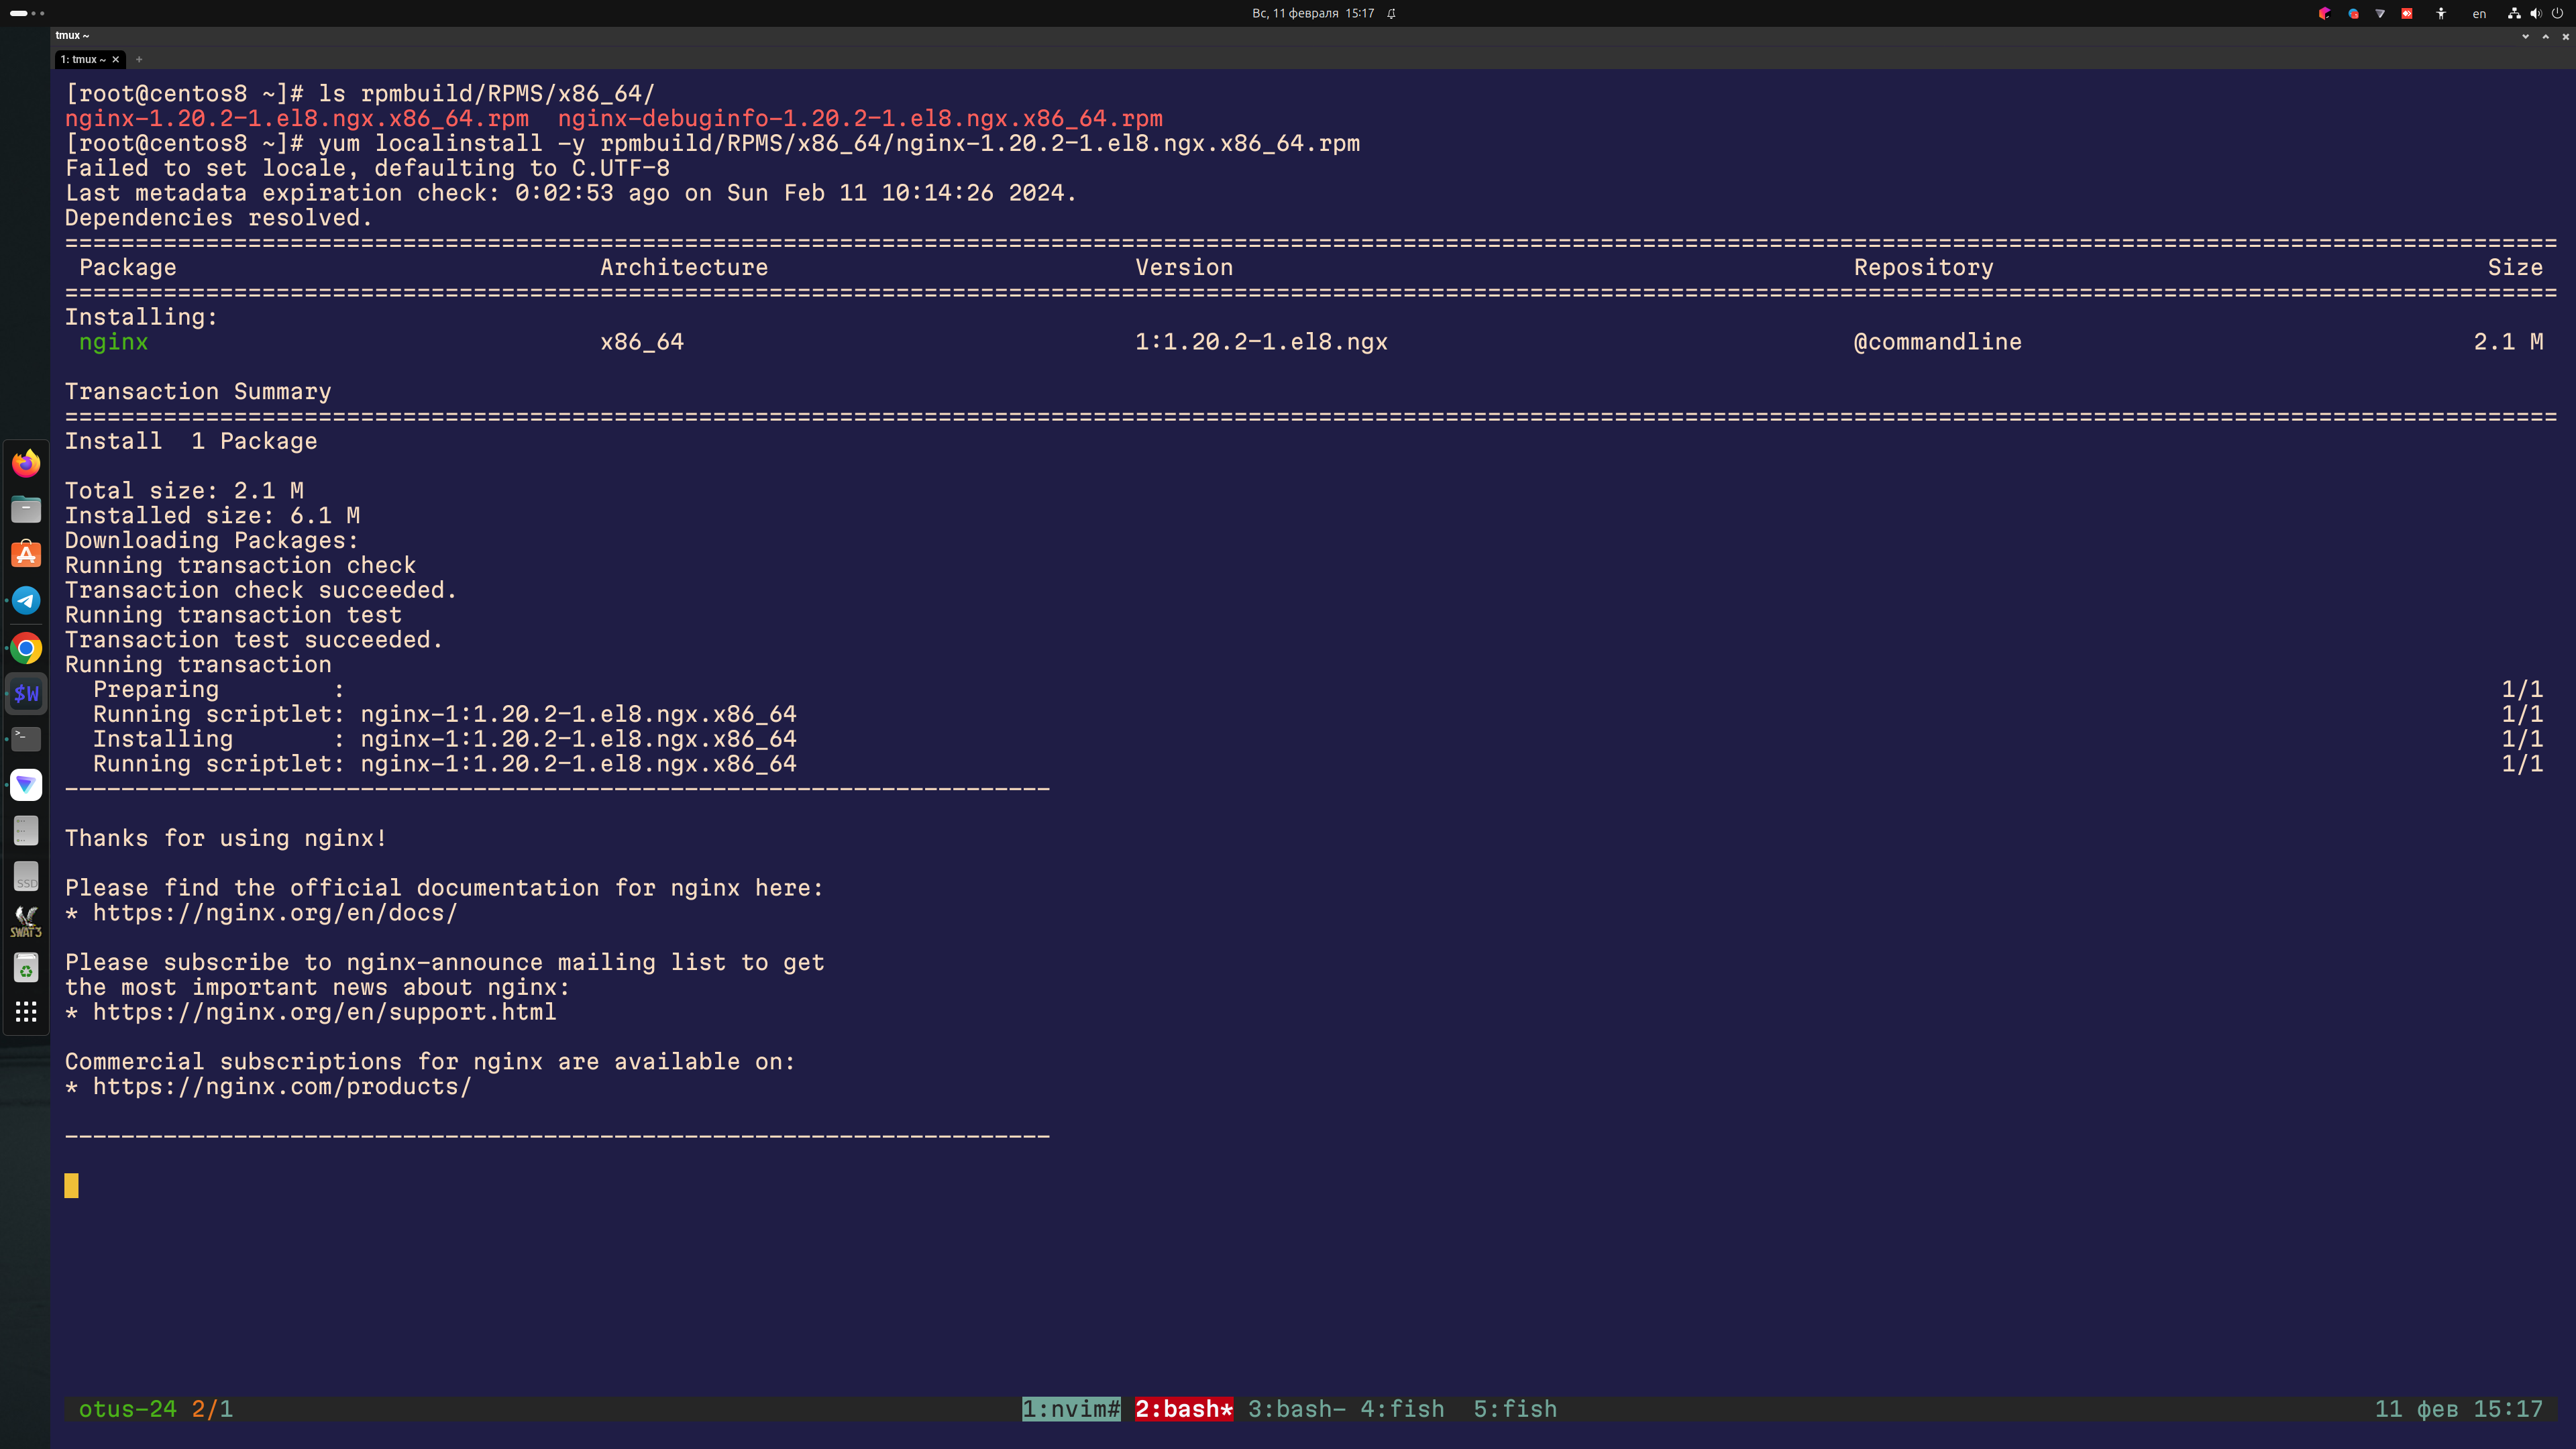 Вс, 11 февраля 15:17
en
tmux ~
1: tmux ~ × +
[root@centos8 ~]# ls rpmbuild/RPMS/x86_64/
nginx-1.20.2-1.el8.ngx.x86_64.rpm  nginx-debuginfo-1.20.2-1.el8.ngx.x86_64.rpm
[root@centos8 ~]# yum localinstall -y rpmbuild/RPMS/x86_64/nginx-1.20.2-1.el8.ngx.x86_64.rpm
Failed to set locale, defaulting to C.UTF-8
Last metadata expiration check: 0:02:53 ago on Sun Feb 11 10:14:26 2024.
Dependencies resolved.
Package Architecture Version Repository Size
Installing:
nginx x86_64 1:1.20.2-1.el8.ngx @commandline 2.1 M
Transaction Summary
Install  1 Package
Total size: 2.1 M
Installed size: 6.1 M
Downloading Packages:
Running transaction check
Transaction check succeeded.
Running transaction test
Transaction test succeeded.
Running transaction
Preparing        : 1/1
Running scriptlet: nginx-1:1.20.2-1.el8.ngx.x86_64 1/1
Installing       : nginx-1:1.20.2-1.el8.ngx.x86_64 1/1
Running scriptlet: nginx-1:1.20.2-1.el8.ngx.x86_64 1/1
----------------------------------------------------------------------
Thanks for using nginx!
Please find the official documentation for nginx here:
* https://nginx.org/en/docs/
Please subscribe to nginx-announce mailing list to get
the most important news about nginx:
* https://nginx.org/en/support.html
Commercial subscriptions for nginx are available on:
* https://nginx.com/products/
----------------------------------------------------------------------
$W
>_
SSD
SWAT3
otus-24 2/1 1:nvim# 2:bash* 3:bash- 4:fish  5:fish 11 фев 15:17